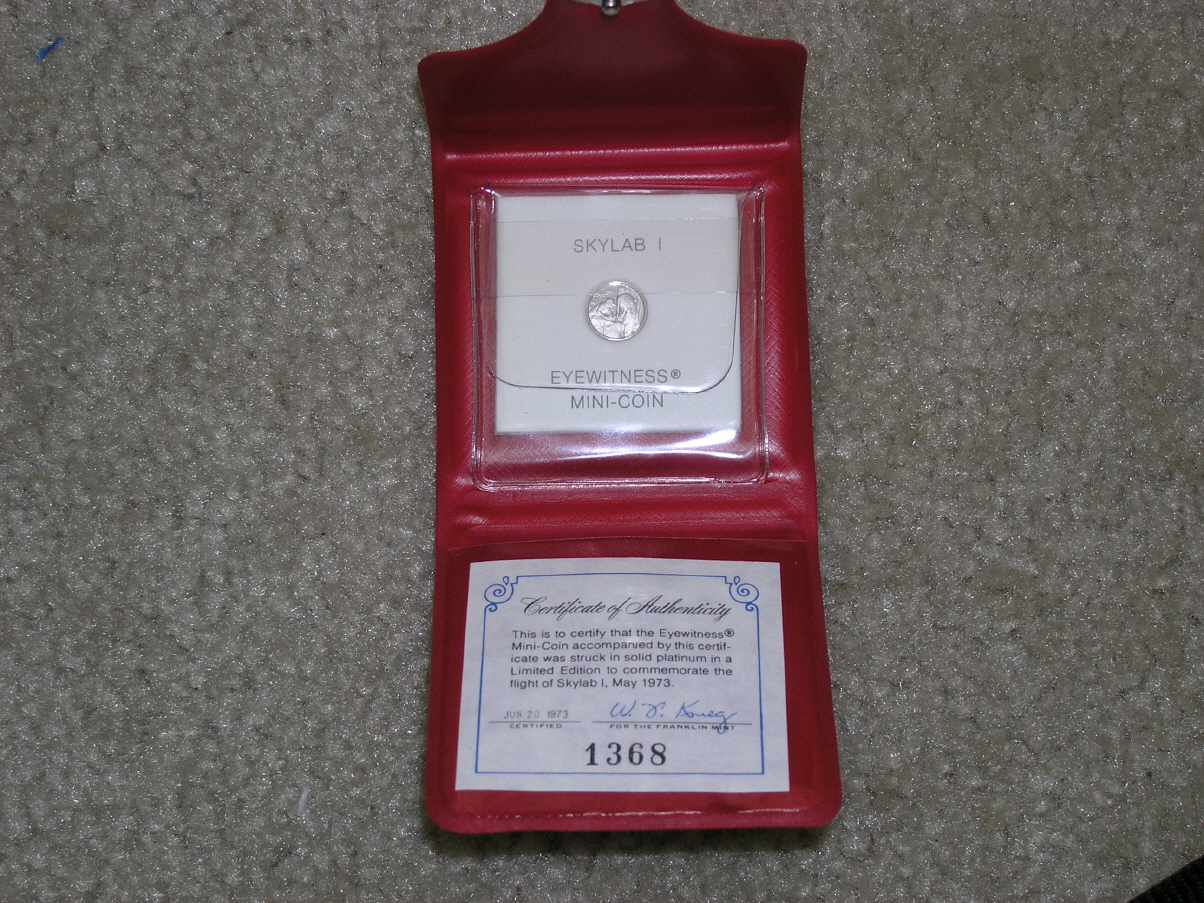 SKYLAB I
EYEWITNESS®
MINI-COIN
Certificate of Authenticity
This is to certify that the Eyewitness®
Mini-Coin accompanied by this certif-
icate was struck in solid platinum in a
Limited Edition to commemorate the
flight of Skylab I, May 1973.
JUN 20 1973 W. F. Krieg
CERTIFIED FOR THE FRANKLIN MINT
1368